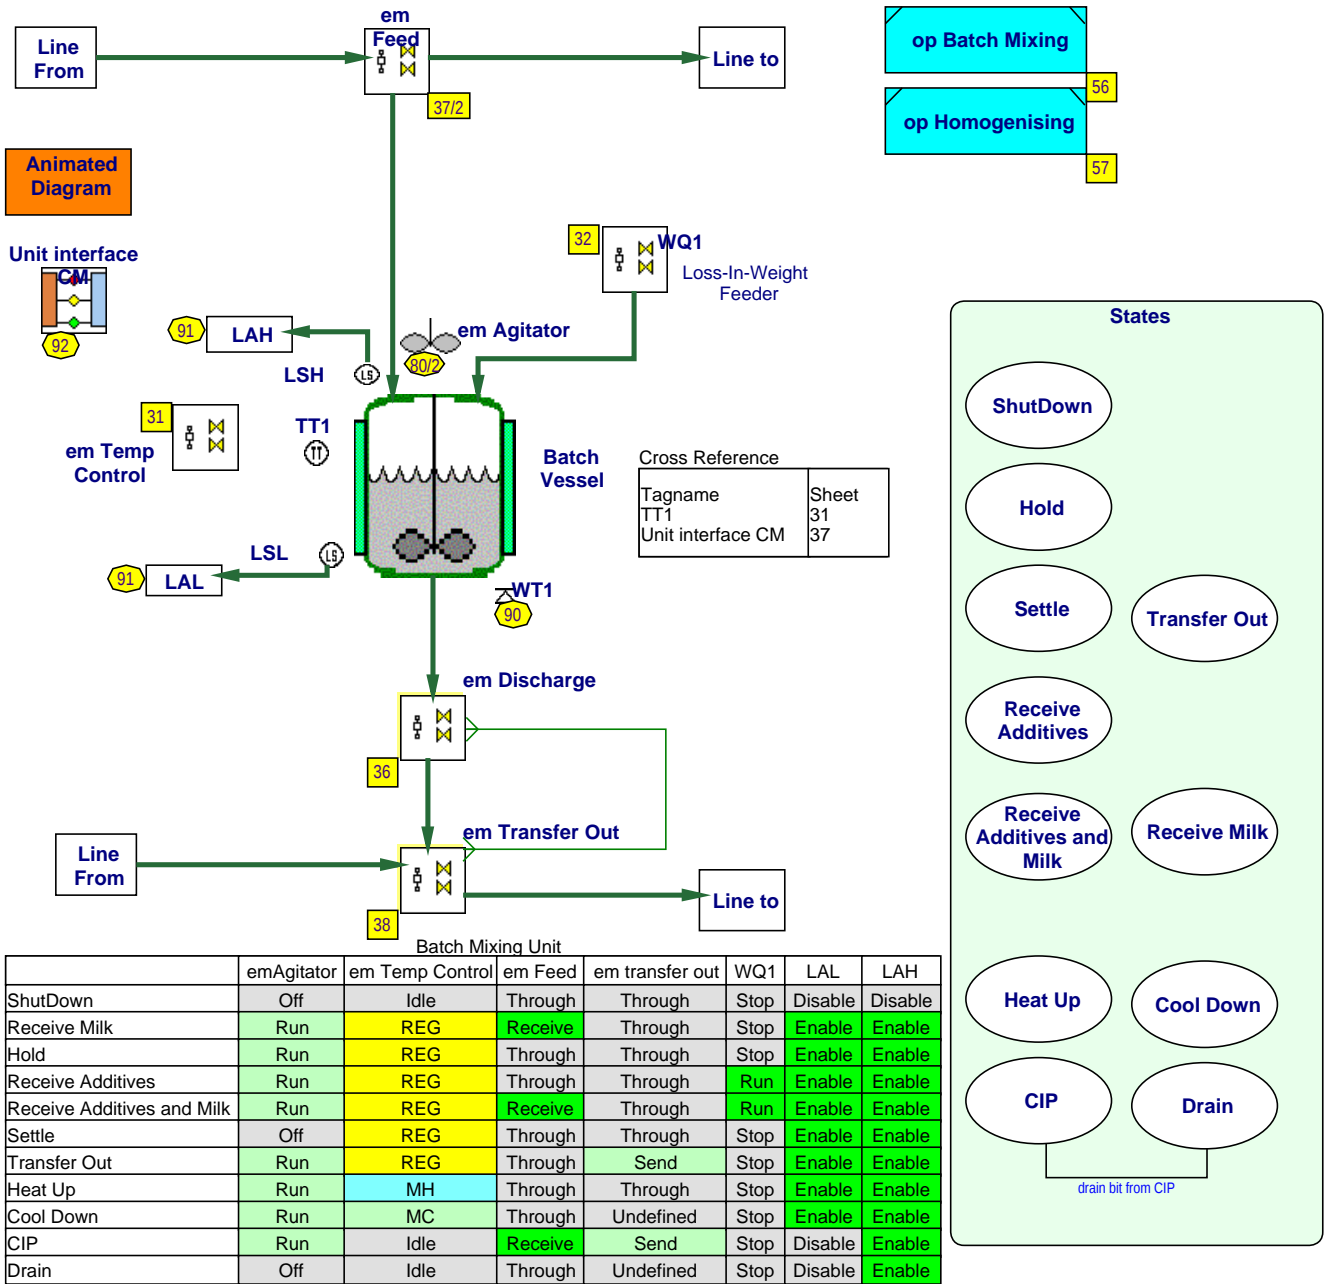 em
Feed
Line
From
Line to
37/2
op Batch Mixing
56
op Homogenising
57
Animated
Diagram
Unit interface
CM
92
32
WQ1
Loss-In-Weight
Feeder
91
LAH
em Agitator
80/2
LSH
LS
31
em Temp
Control
TT1
TT
Batch
Vessel
Cross Reference
Tagname Sheet
TT1 31
Unit interface CM 37
LSL
LS
91
LAL
WT1
90
em Discharge
36
em Transfer Out
Line
From
38
Line to
States
ShutDown
Hold
Settle
Transfer Out
Receive
Additives
Receive
Additives and
Milk
Receive Milk
Heat Up
Cool Down
CIP
Drain
drain bit from CIP
Batch Mixing Unit
emAgitator em Temp Control em Feed em transfer out WQ1 LAL LAH
ShutDown Off Idle Through Through Stop Disable Disable
Receive Milk Run REG Receive Through Stop Enable Enable
Hold Run REG Through Through Stop Enable Enable
Receive Additives Run REG Through Through Run Enable Enable
Receive Additives and Milk Run REG Receive Through Run Enable Enable
Settle Off REG Through Through Stop Enable Enable
Transfer Out Run REG Through Send Stop Enable Enable
Heat Up Run MH Through Through Stop Enable Enable
Cool Down Run MC Through Undefined Stop Enable Enable
CIP Run Idle Receive Send Stop Disable Enable
Drain Off Idle Through Undefined Stop Disable Enable